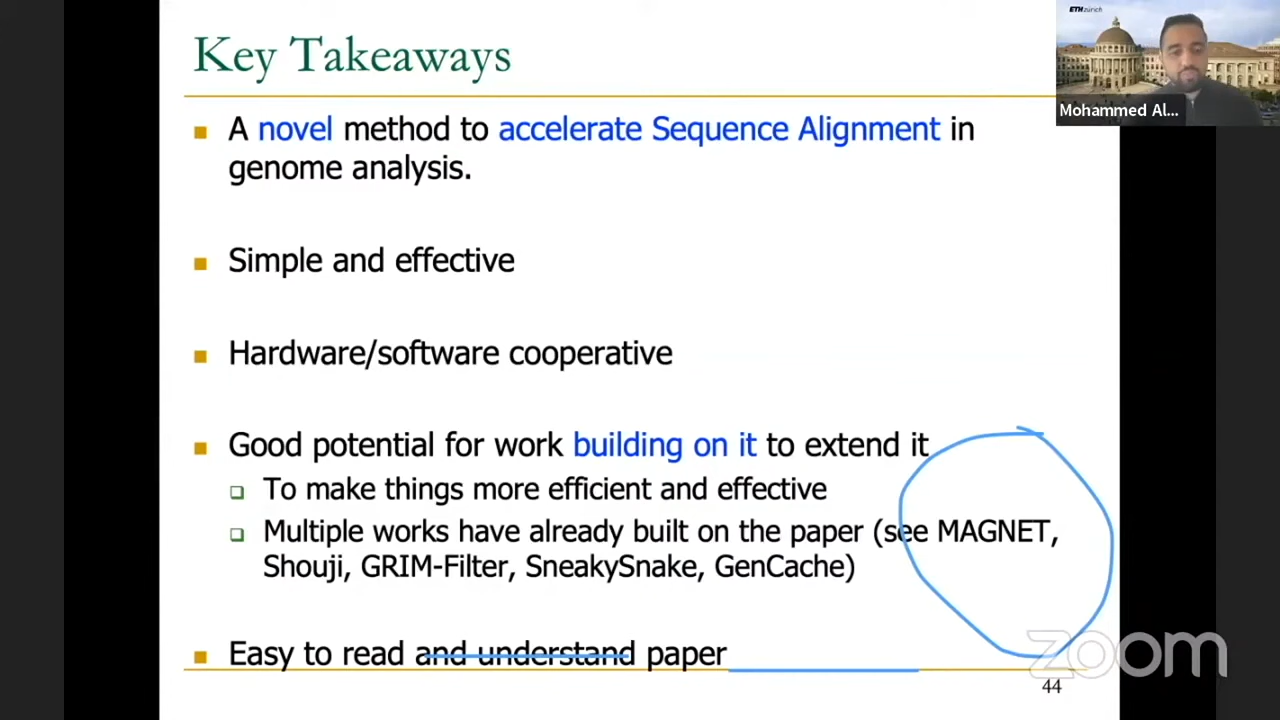 Key Takeaways
ETH zürich
Mohammed Al...
A novel method to accelerate Sequence Alignment in
genome analysis.
Simple and effective
Hardware/software cooperative
Good potential for work building on it to extend it
To make things more efficient and effective
Multiple works have already built on the paper (see MAGNET,
Shouji, GRIM-Filter, SneakySnake, GenCache)
Easy to read and understand paper
zoom
44